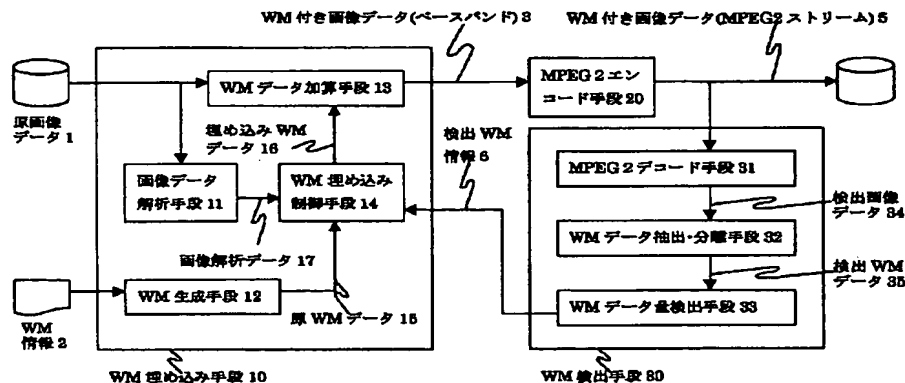 WM 付き画像データ(ベースバンド) 3
WM 付き画像データ(MPEG2 ストリーム) 5
WM データ加算手段 13
MPEG 2 エン
コード手段 20
原画像
データ 1
埋め込み WM
データ 16
検出 WM
情報 6
画像データ
解析手段 11
WM 埋め込み
制御手段 14
MPEG 2 デコード手段 31
検出画像
データ 34
WM データ抽出・分離手段 32
画像解析データ 17
検出 WM
データ 35
WM 生成手段 12
WM データ量検出手段 33
WM
情報 2
原 WM データ 15
WM 埋め込み手段 10
WM 検出手段 30